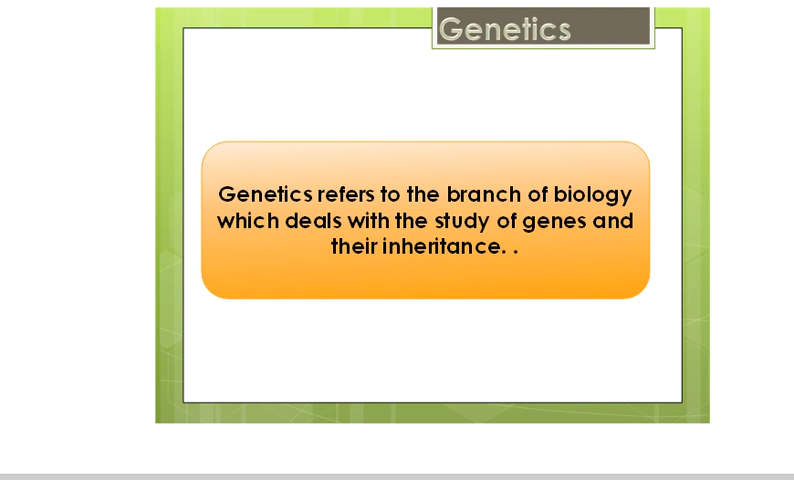 Genetics
Genetics refers to the branch of biology
which deals with the study of genes and
their inheritance. .